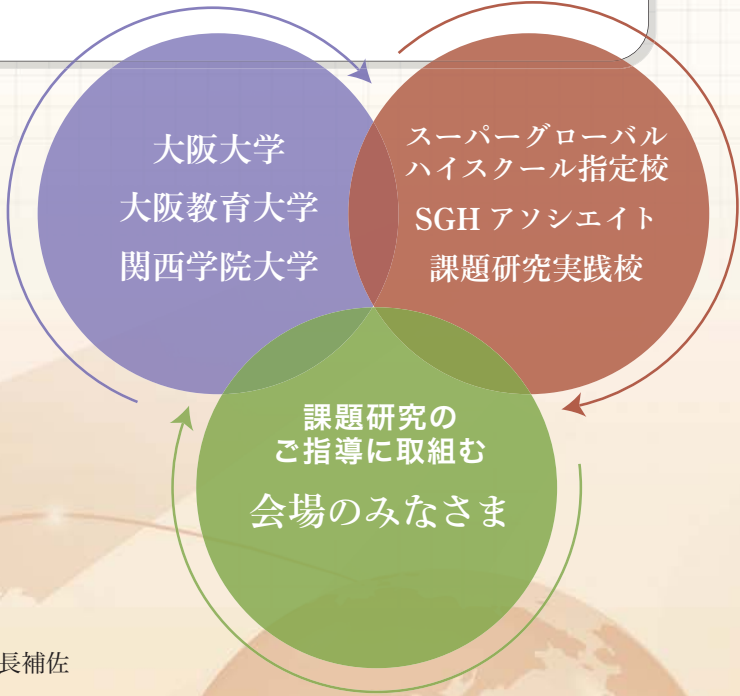 大阪大学
大阪教育大学
関西学院大学
スーパーグローバル
ハイスクール指定校
SGH アソシエイト
課題研究実践校
課題研究の
ご指導に取組む
会場のみなさま
長補佐